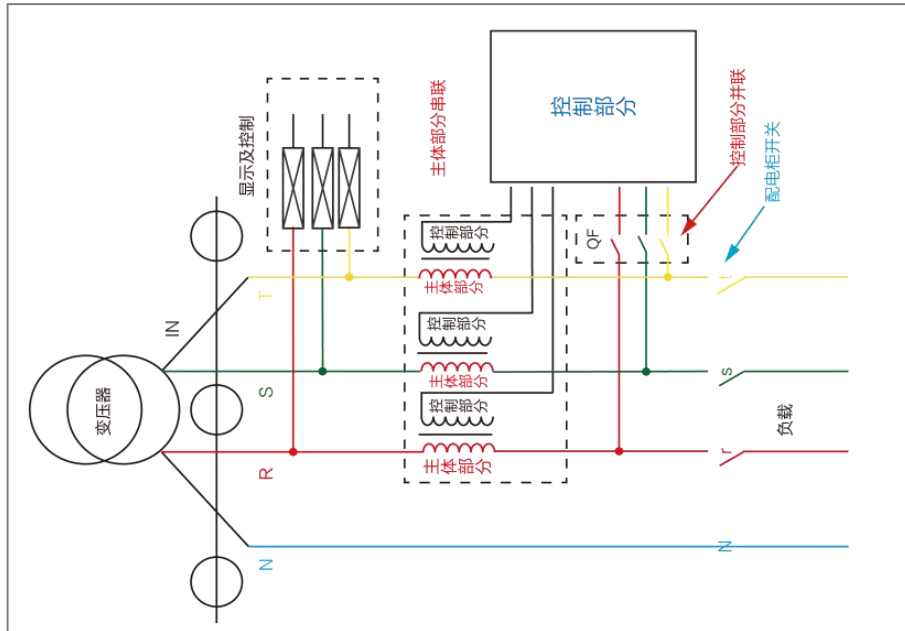 控制部分
主体部分串联
控制部分并联
配电柜开关
显示及控制
QF
控制部分
主体部分
T
t
IN
控制部分
主体部分
变压器
S
s
控制部分
主体部分
负载
R
r
N
N